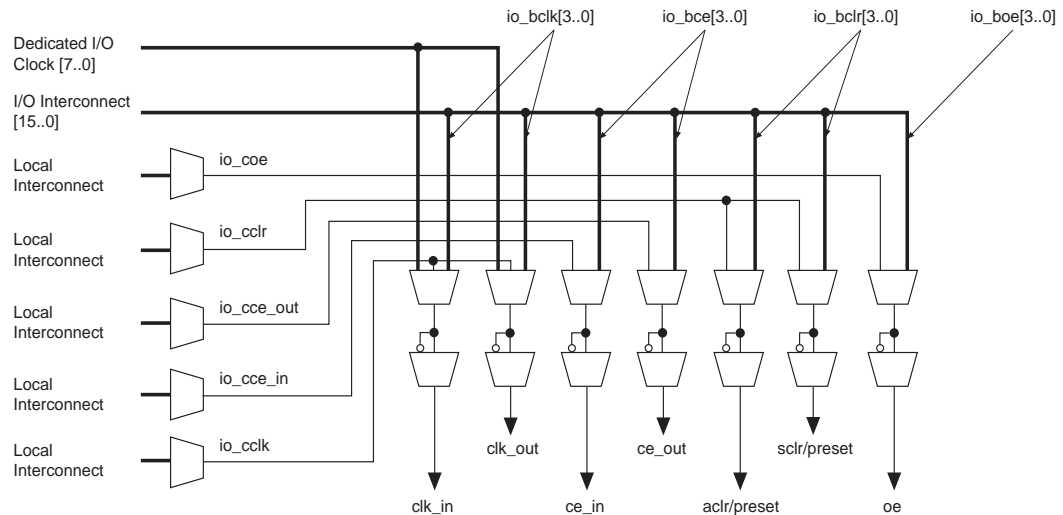 io_bclk[3..0]
io_bce[3..0]
io_bclr[3..0]
io_boe[3..0]
Dedicated I/O
Clock [7..0]
I/O Interconnect
[15..0]
Local
Interconnect
io_coe
Local
Interconnect
io_cclr
Local
Interconnect
io_cce_out
Local
Interconnect
io_cce_in
Local
Interconnect
io_cclk
clk_out
ce_out
sclr/preset
clk_in
ce_in
aclr/preset
oe